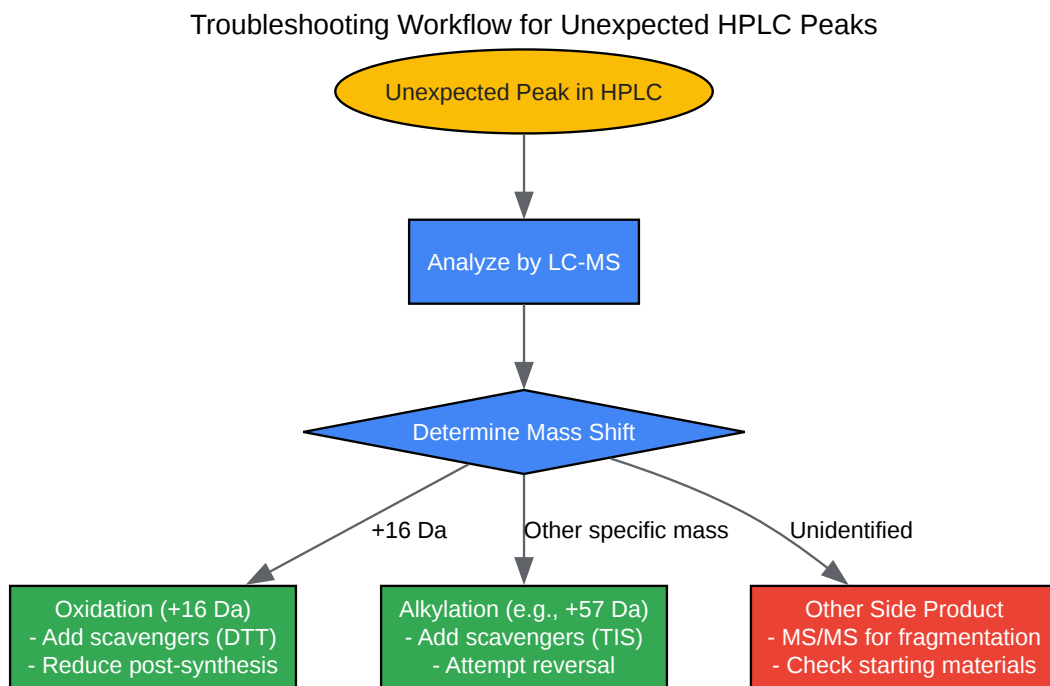 Troubleshooting Workflow for Unexpected HPLC Peaks
Unexpected Peak in HPLC
Analyze by LC-MS
Determine Mass Shift
+16 Da
Other specific mass
Unidentified
Oxidation (+16 Da)
- Add scavengers (DTT)
- Reduce post-synthesis
Alkylation (e.g., +57 Da)
- Add scavengers (TIS)
- Attempt reversal
Other Side Product
- MS/MS for fragmentation
- Check starting materials